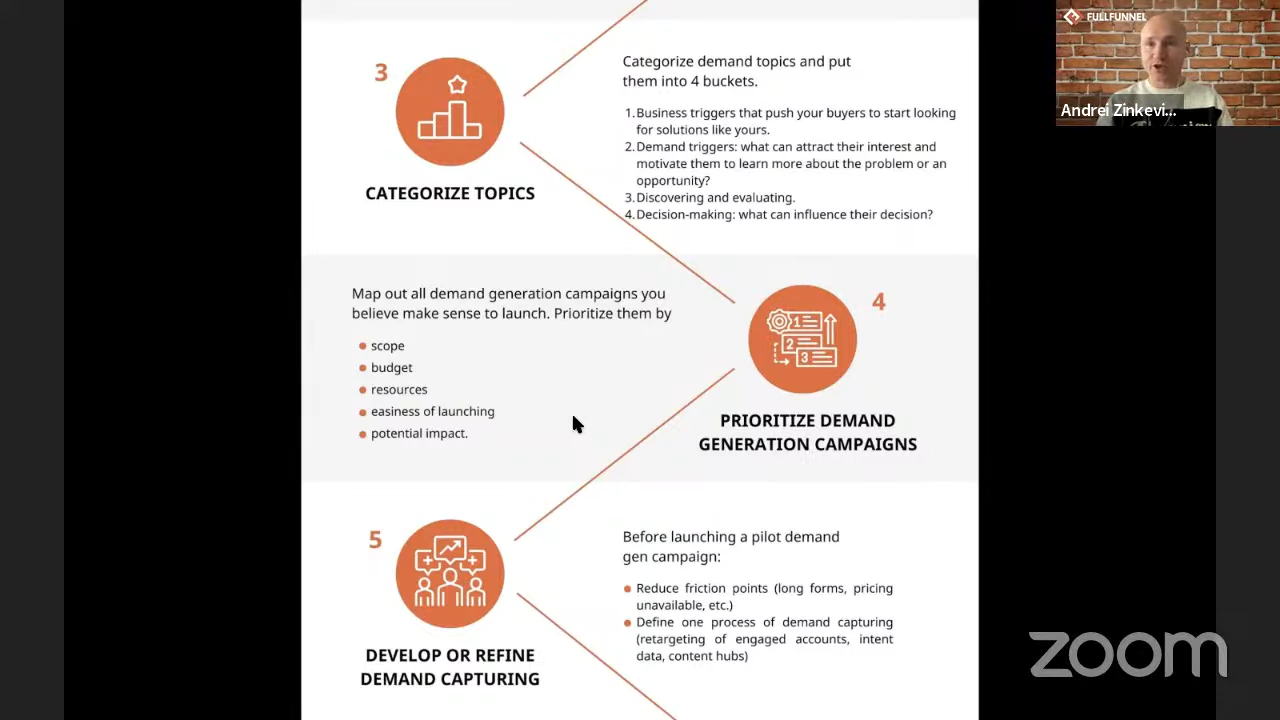 FULLFUNNEL
Andrei Zinkevi...
3
CATEGORIZE TOPICS
Categorize demand topics and put
them into 4 buckets.
1. Business triggers that push your buyers to start looking
for solutions like yours.
2. Demand triggers: what can attract their interest and
motivate them to learn more about the problem or an
opportunity?
3. Discovering and evaluating.
4. Decision-making: what can influence their decision?
Map out all demand generation campaigns you
believe make sense to launch. Prioritize them by
scope
budget
resources
easiness of launching
potential impact.
4
1
2
3
PRIORITIZE DEMAND
GENERATION CAMPAIGNS
5
DEVELOP OR REFINE
DEMAND CAPTURING
Before launching a pilot demand
gen campaign:
Reduce friction points (long forms, pricing
unavailable, etc.)
Define one process of demand capturing
(retargeting of engaged accounts, intent
data, content hubs)
zoom